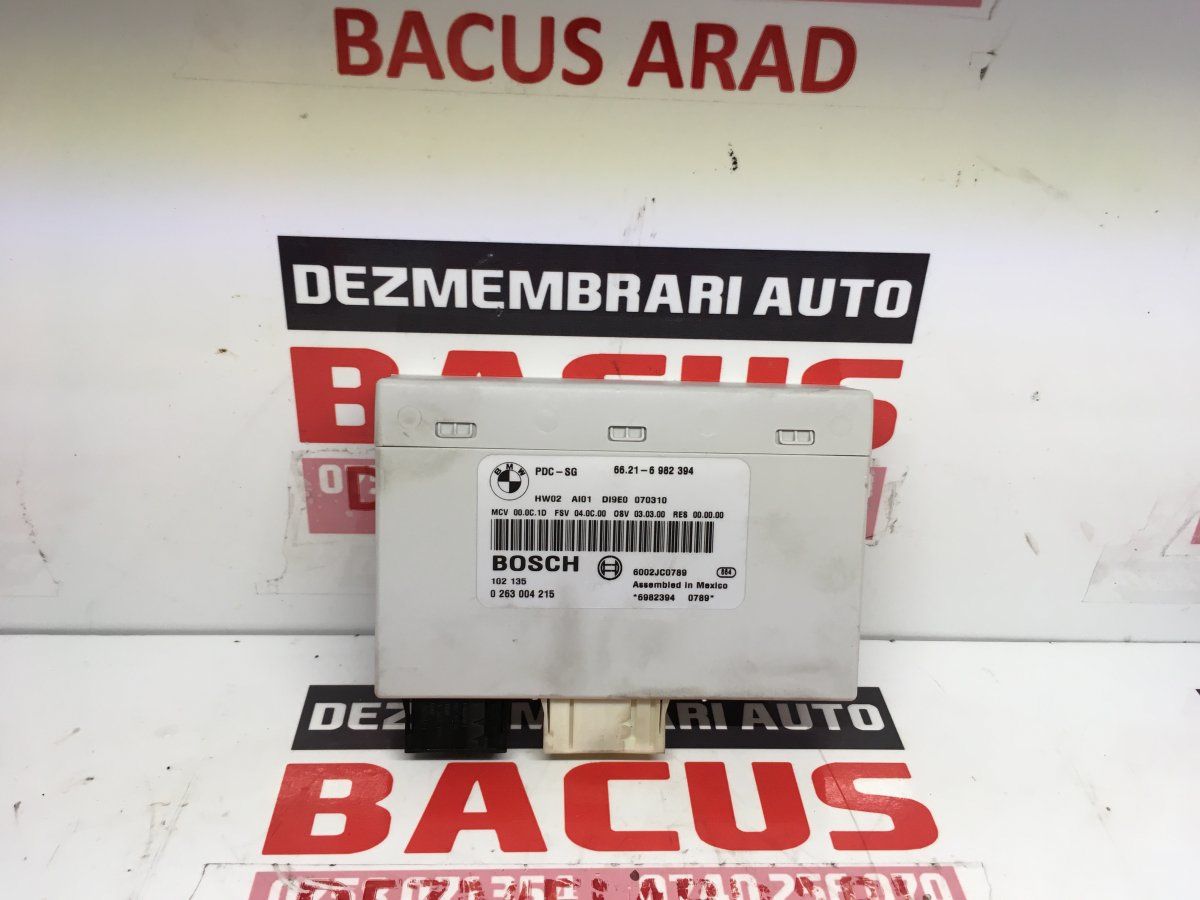 BACUS ARAD
DEZMEMBRARI AUTO
BACUS
BMW PDC-SG 66.21-6 982 394
HW02 AI01 DI9E0 070310
MCV 00.0C.1D FSV 04.0C.00 OSV 03.03.00 RES 00.00.00
BOSCH 6002JC0789 664
102 135 Assembled in Mexico
0 263 004 215 *6982394 0789*
DEZMEMBRARI AUTO
BACUS